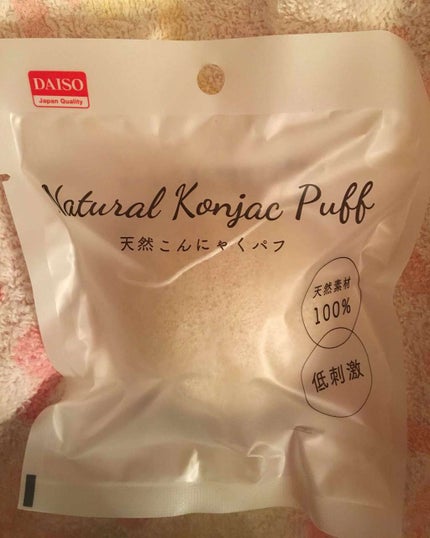 DAISO
Japan Quality
Natural Konjac Puff
天然こんにゃくパフ
天然素材
100%
低刺激